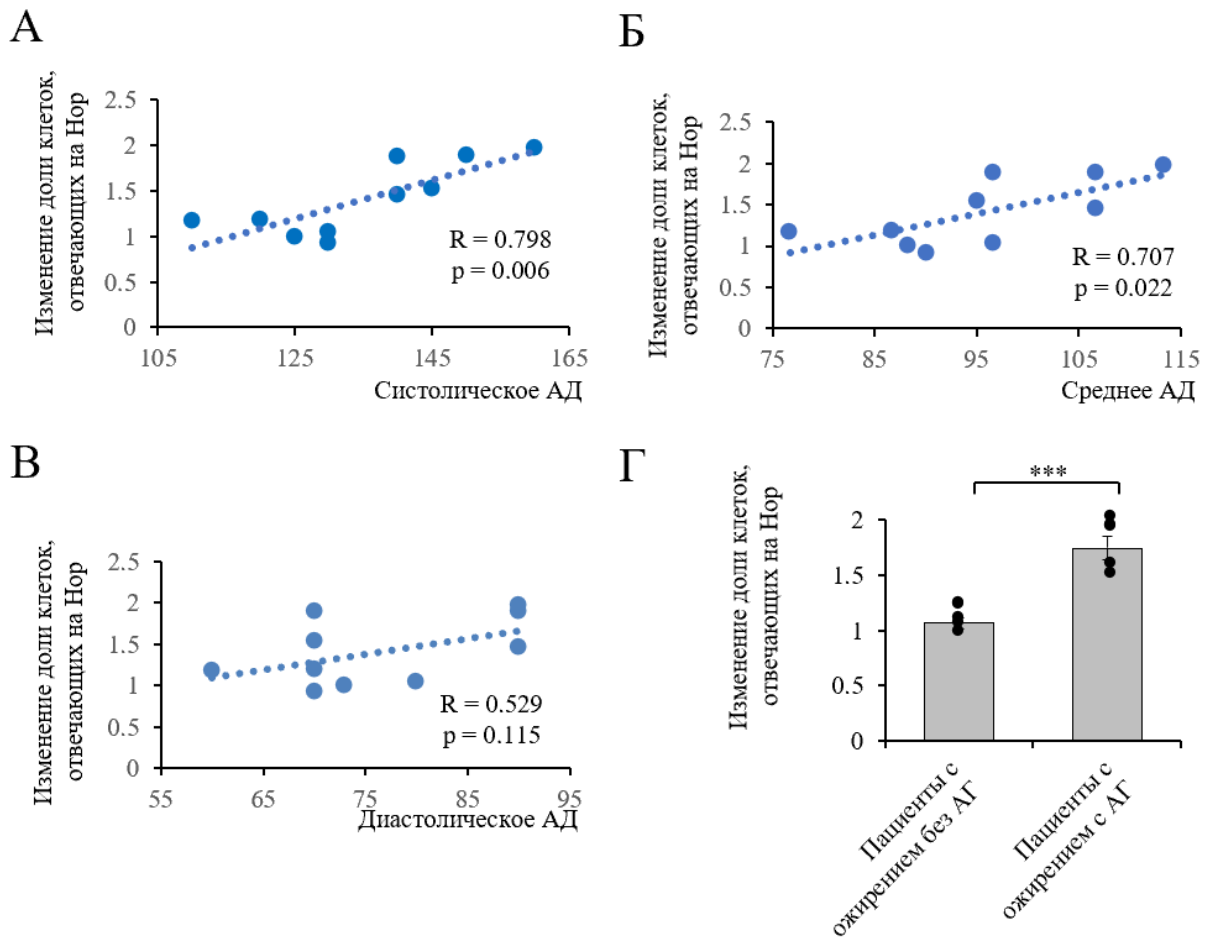 А
Изменение доли клеток,
отвечающих на Нор
2.5
2
1.5
1
0.5
0
R = 0.798
p = 0.006
105
125
145
165
Систолическое АД
Б
Изменение доли клеток,
отвечающих на Нор
2.5
2
1.5
1
0.5
0
R = 0.707
p = 0.022
75
85
95
105
115
Среднее АД
В
Изменение доли клеток,
отвечающих на Нор
2.5
2
1.5
1
0.5
0
R = 0.529
p = 0.115
55
65
75
85
95
Диастолическое АД
Г
Изменение доли клеток,
отвечающих на Нор
***
2
1.5
1
0.5
0
Пациенты с
ожирением без АГ
Пациенты с
ожирением с АГ